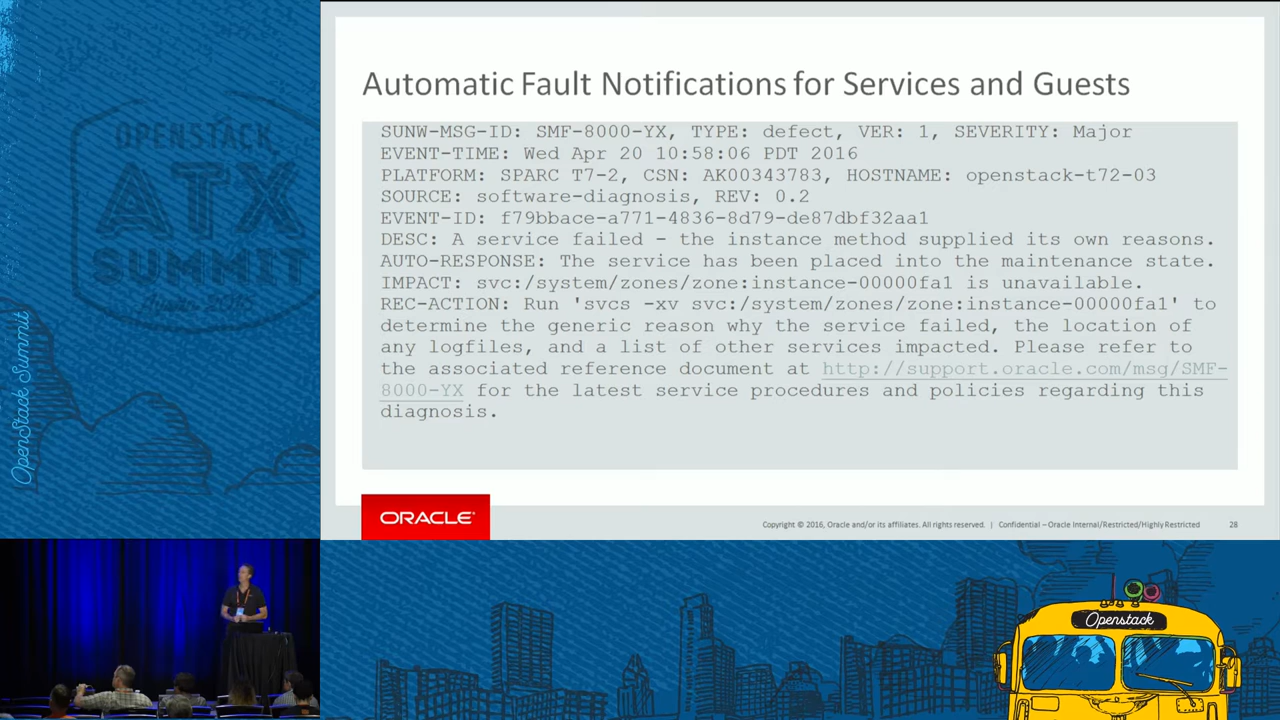 Automatic Fault Notifications for Services and Guests
SUNW-MSG-ID: SMF-8000-YX, TYPE: defect, VER: 1, SEVERITY: Major
EVENT-TIME: Wed Apr 20 10:58:06 PDT 2016
PLATFORM: SPARC T7-2, CSN: AK00343783, HOSTNAME: openstack-t72-03
SOURCE: software-diagnosis, REV: 0.2
EVENT-ID: f79bbace-a771-4836-8d79-de87dbf32aa1
DESC: A service failed - the instance method supplied its own reasons.
AUTO-RESPONSE: The service has been placed into the maintenance state.
IMPACT: svc:/system/zones/zone:instance-00000fa1 is unavailable.
REC-ACTION: Run 'svcs -xv svc:/system/zones/zone:instance-00000fa1' to
determine the generic reason why the service failed, the location of
any logfiles, and a list of other services impacted. Please refer to
the associated reference document at http://support.oracle.com/msg/SMF-
8000-YX for the latest service procedures and policies regarding this
diagnosis.
ORACLE®
Copyright © 2016, Oracle and/or its affiliates. All rights reserved. | Confidential – Oracle Internal/Restricted/Highly Restricted 28
OPENSTACK
ATX
SUMMIT
Austin 2016
OpenStack Summit
Openstack